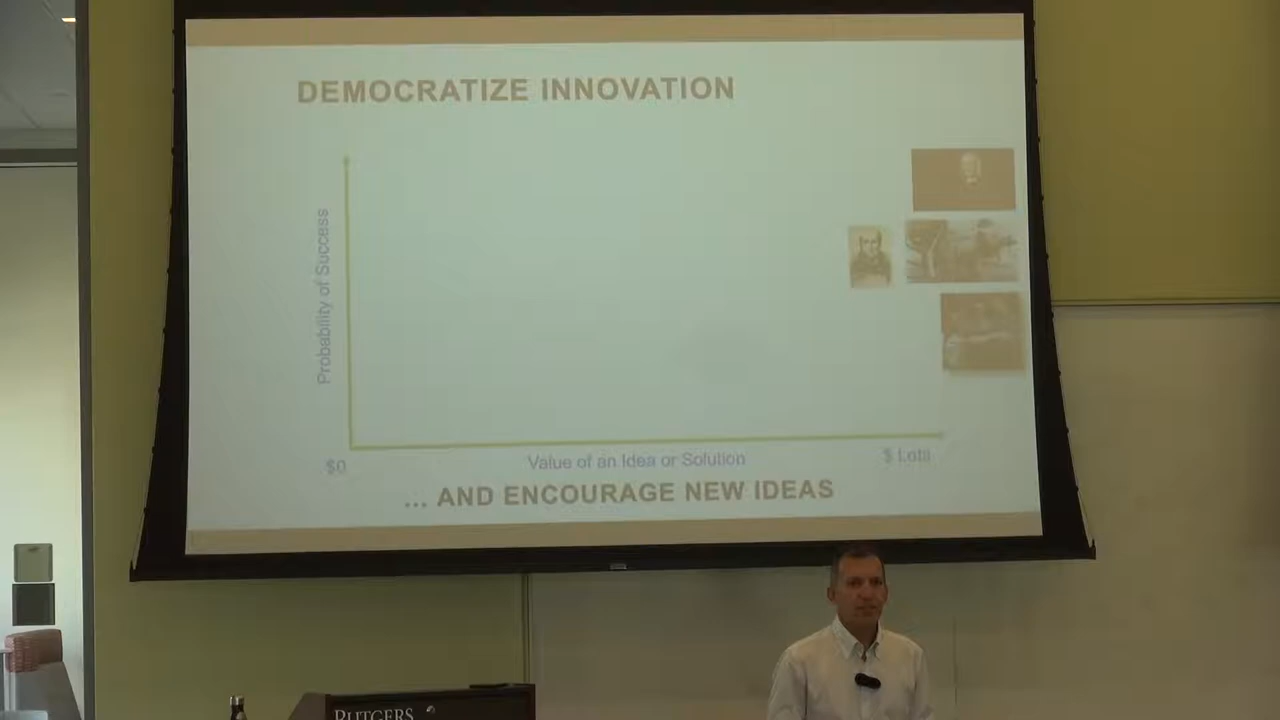 DEMOCRATIZE INNOVATION
Probability of Success
$0
Value of an Idea or Solution
$ Lots
... AND ENCOURAGE NEW IDEAS
RUTGERS